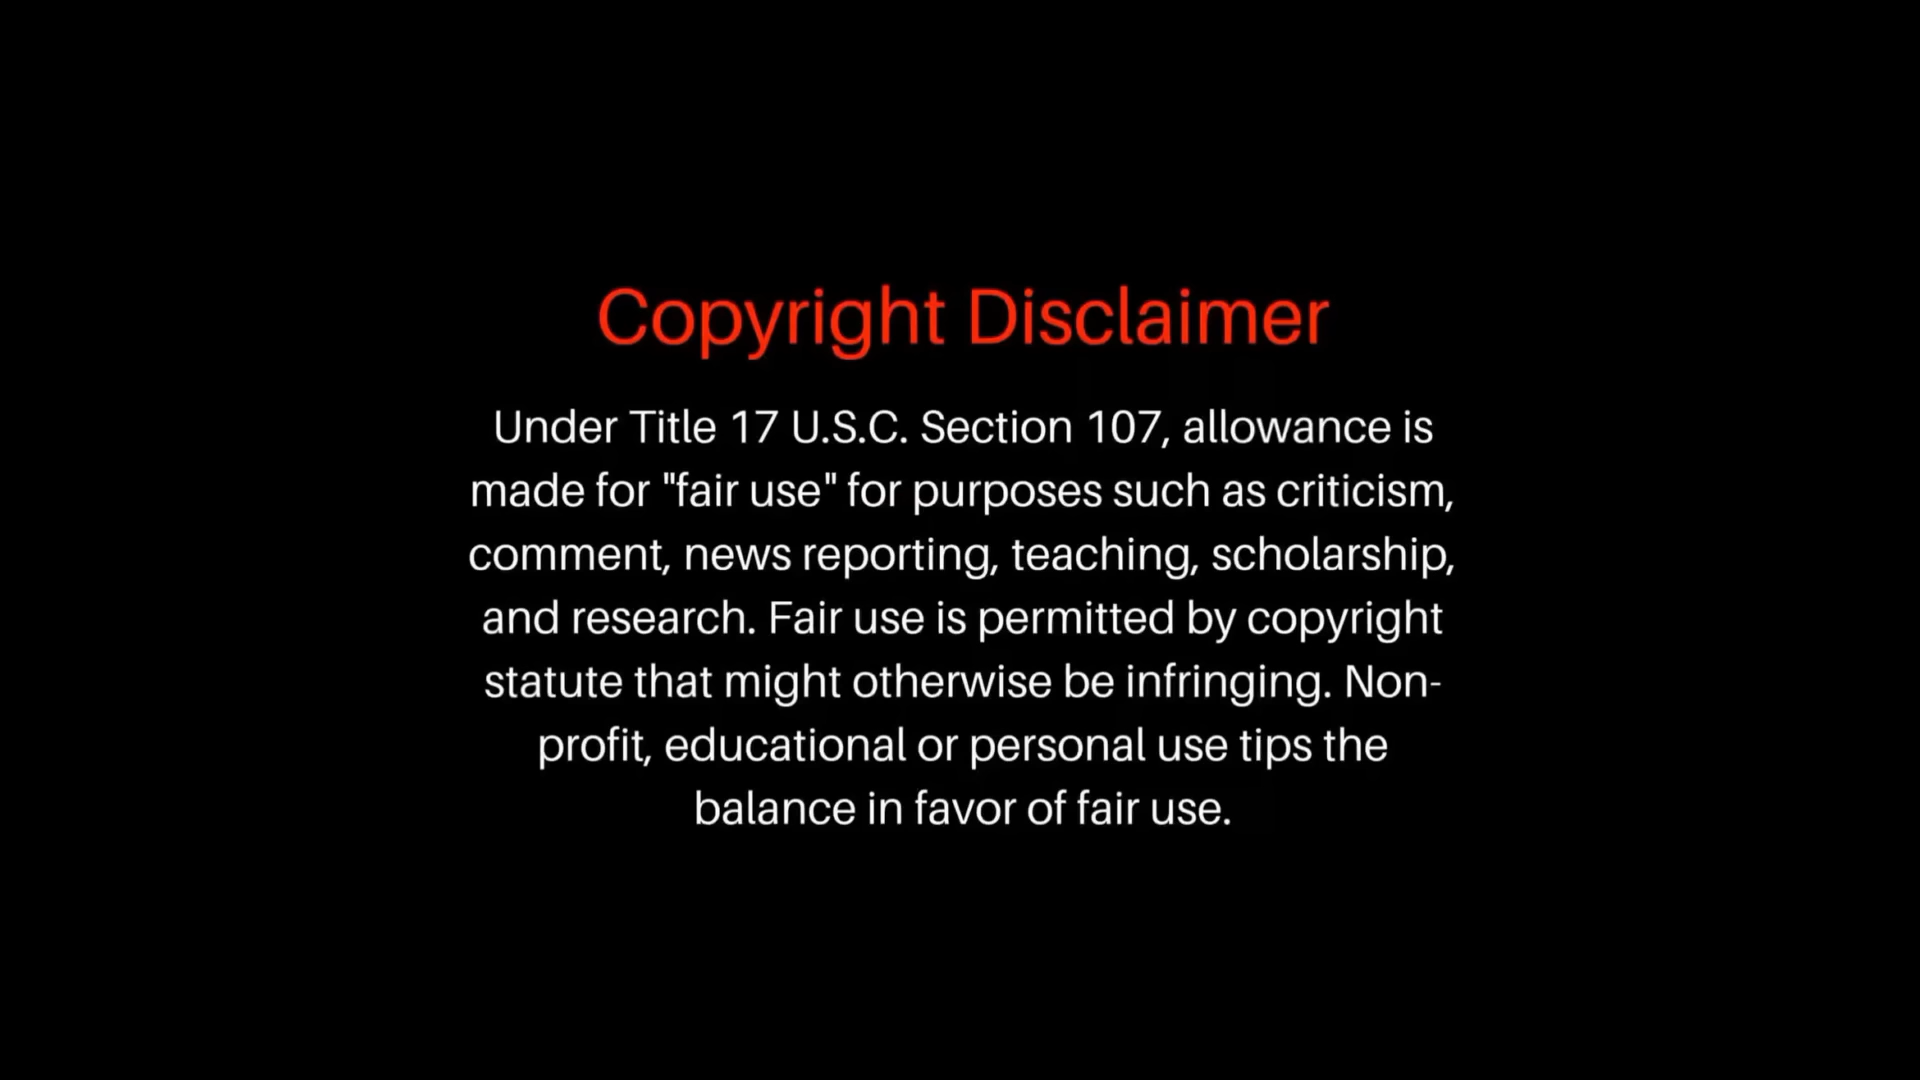 Copyright Disclaimer
Under Title 17 U.S.C. Section 107, allowance is
made for "fair use" for purposes such as criticism,
comment, news reporting, teaching, scholarship,
and research. Fair use is permitted by copyright
statute that might otherwise be infringing. Non-
profit, educational or personal use tips the
balance in favor of fair use.